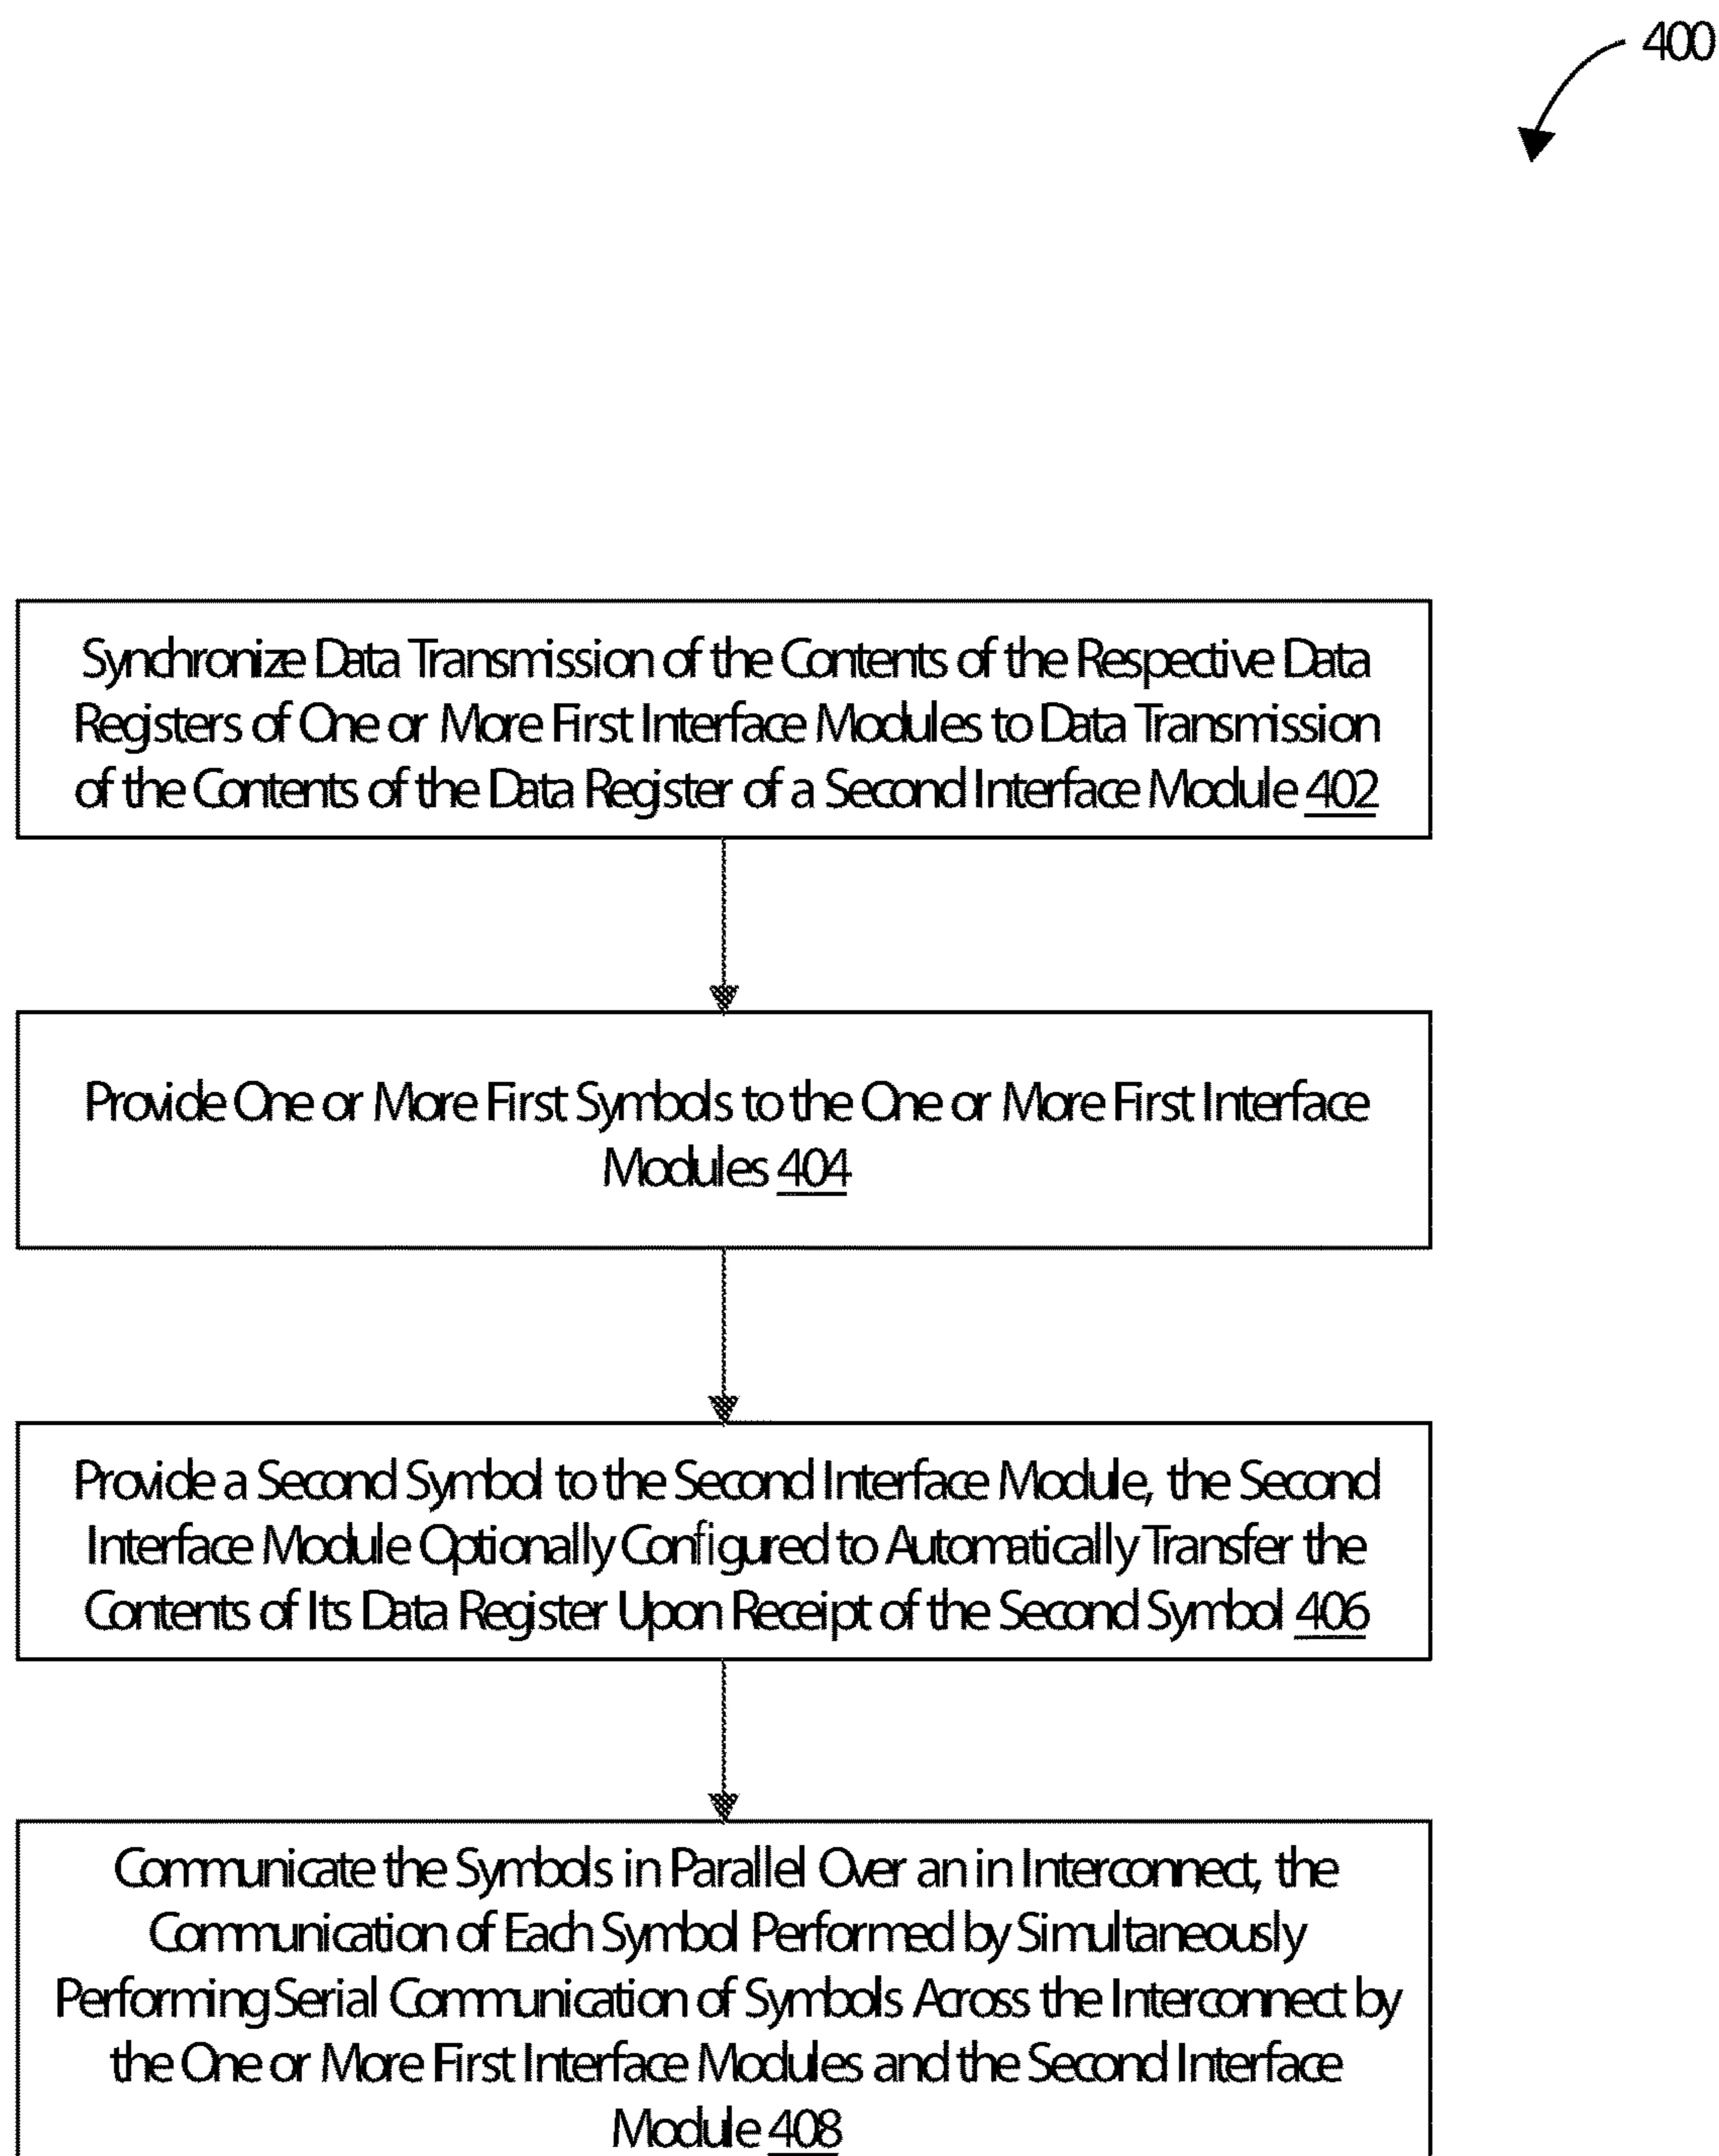 400
Synchronize Data Transmission of the Contents of the Respective Data
Registers of One or More First Interface Modules to Data Transmission
of the Contents of the Data Register of a Second Interface Module 402
Provide One or More First Symbols to the One or More First Interface
Modules 404
Provide a Second Symbol to the Second Interface Module, the Second
Interface Module Optionally Configured to Automatically Transfer the
Contents of Its Data Register Upon Receipt of the Second Symbol 406
Communicate the Symbols in Parallel Over an in Interconnect, the
Communication of Each Symbol Performed by Simultaneously
Performing Serial Communication of Symbols Across the Interconnect by
the One or More First Interface Modules and the Second Interface
Module 408